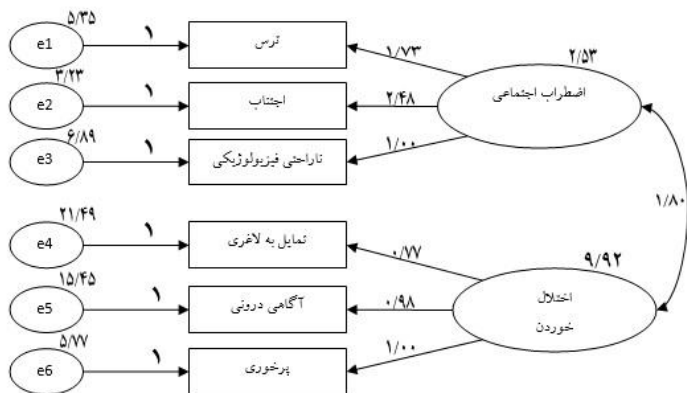 ۵/۳۵
e1
۱
ترس
۱/۷۳
۲/۵۳
اضطراب اجتماعی
۳/۲۳
e2
۱
اجتناب
۲/۴۸
۶/۸۹
e3
۱
ناراحتی فیزیولوژیکی
۱/۰۰
۱/۸۰
۲۱/۴۹
e4
۱
تمایل به لاغری
۰/۷۷
۹/۹۲
اختلال
خوردن
۱۵/۴۵
e5
۱
آگاهی درونی
۰/۹۸
۵/۷۷
e6
۱
پرخوری
۱/۰۰